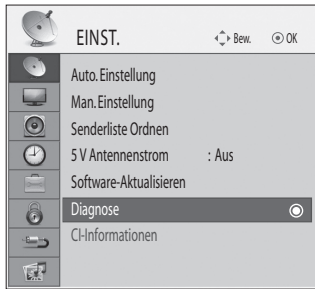 EINST.
Bew. OK
Auto. Einstellung
Man. Einstellung
Senderliste Ordnen
5 V Antennenstrom : Aus
Software-Aktualisieren
Diagnose
CI-Informationen